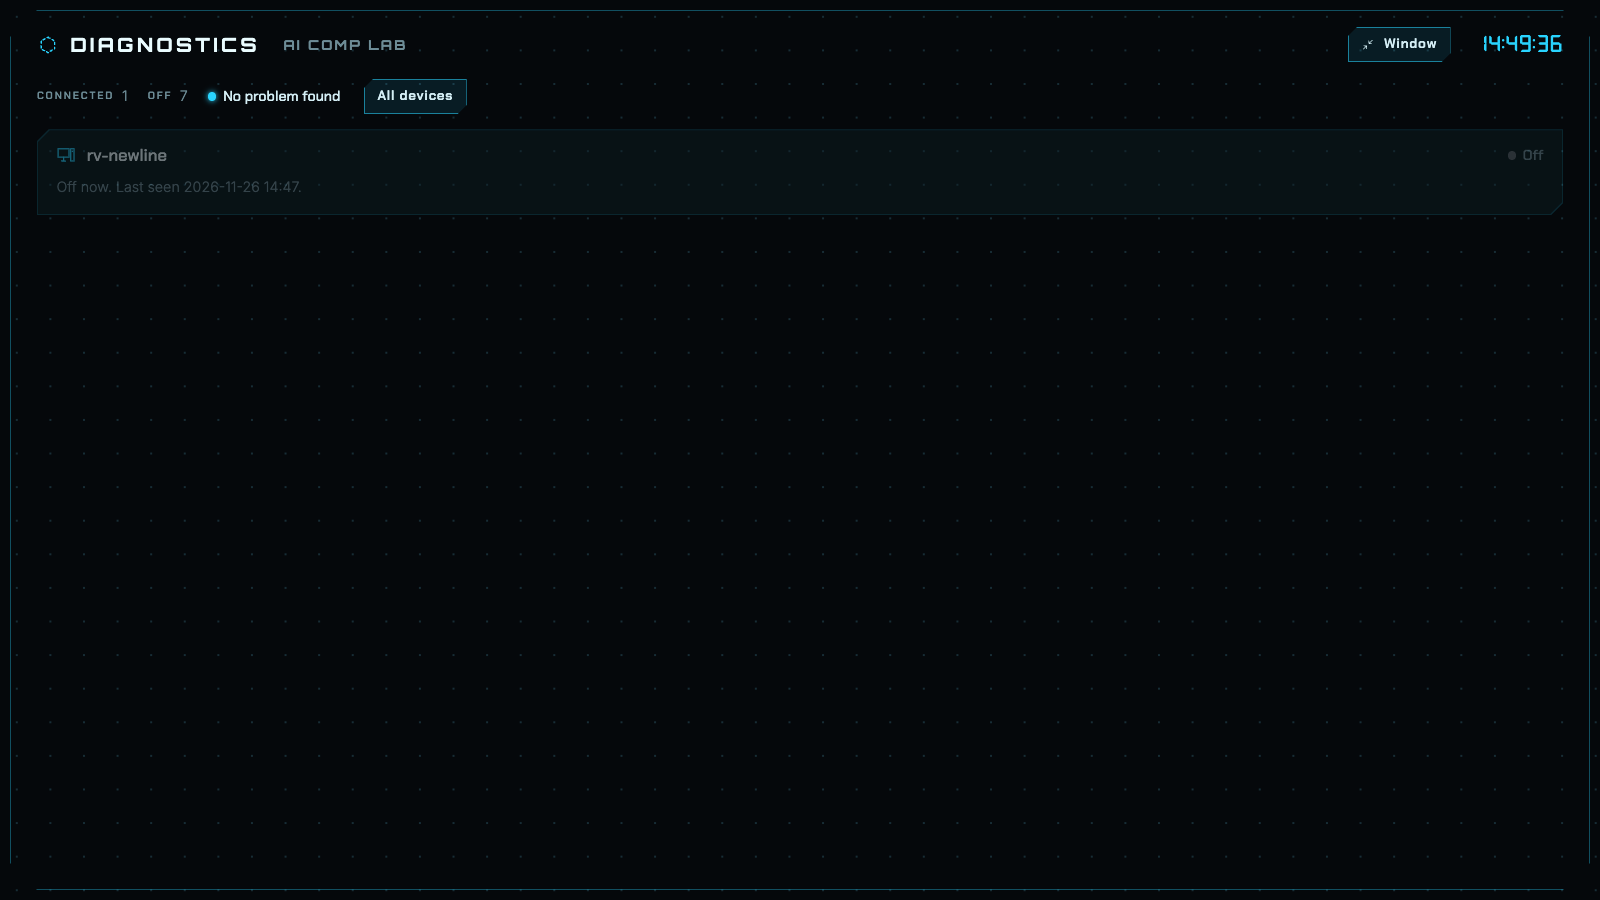 DIAGNOSTICS AI COMP LAB Window 14:49:36
CONNECTED 1 OFF 7 No problem found All devices
rv-newline Off
Off now. Last seen 2026-11-26 14:47.